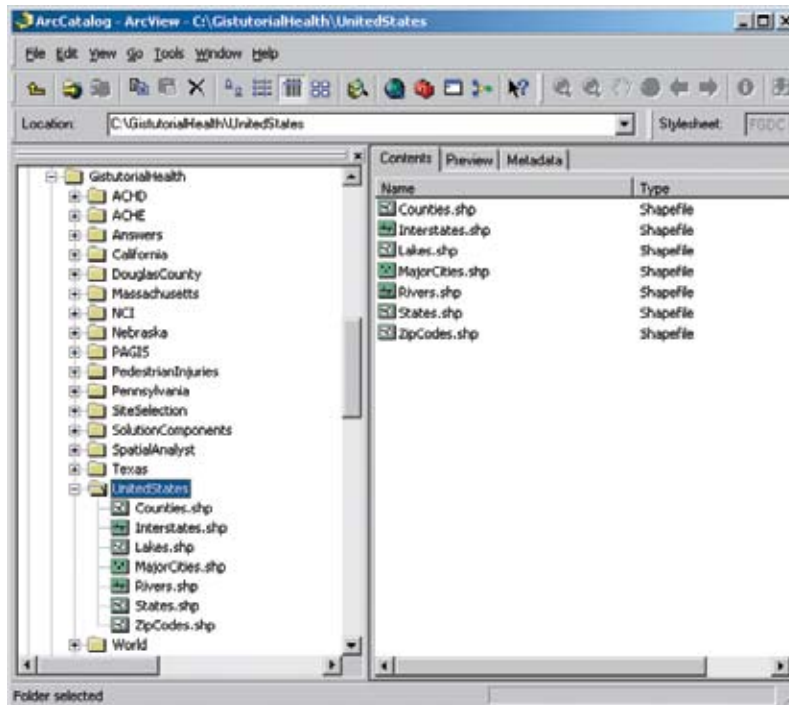 ArcCatalog - ArcView - C:\GistutorialHealth\UnitedStates
File Edit View Go Tools Window Help
Location: C:\GistutorialHealth\UnitedStates Stylesheet: FGDC
GistutorialHealth
ACHD
ACHE
Answers
California
DouglasCounty
Massachusetts
NCI
Nebraska
PAGIS
PedestrianInjuries
Pennsylvania
SiteSelection
SolutionComponents
SpatialAnalyst
Texas
UnitedStates
Counties.shp
Interstates.shp
Lakes.shp
MajorCities.shp
Rivers.shp
States.shp
ZipCodes.shp
World
Contents Preview Metadata
Name Type
Counties.shp Shapefile
Interstates.shp Shapefile
Lakes.shp Shapefile
MajorCities.shp Shapefile
Rivers.shp Shapefile
States.shp Shapefile
ZipCodes.shp Shapefile
Folder selected